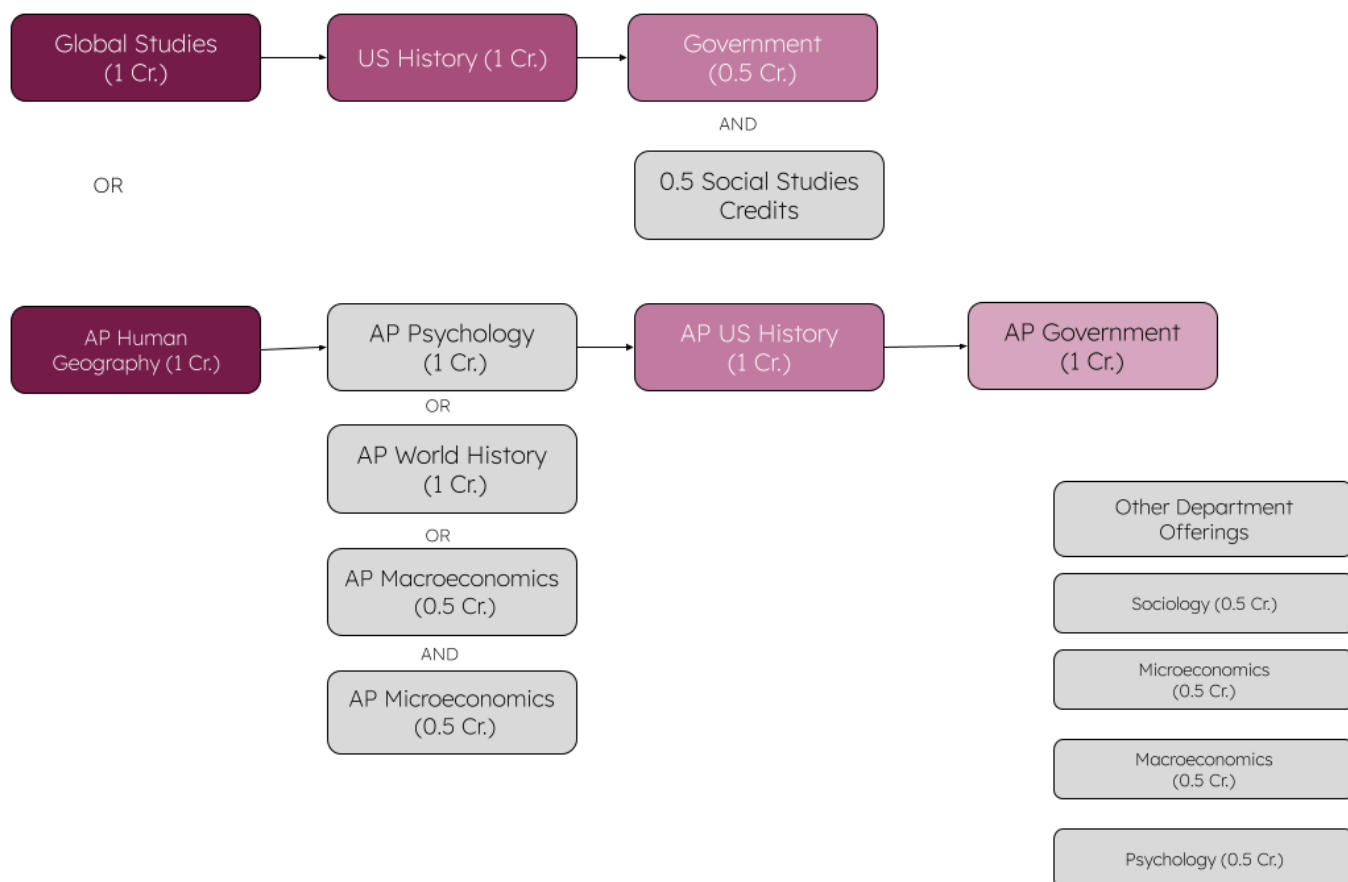 Global Studies
(1 Cr.)
US History (1 Cr.)
Government
(0.5 Cr.)
AND
0.5 Social Studies
Credits
OR
AP Human
Geography (1 Cr.)
AP Psychology
(1 Cr.)
OR
AP World History
(1 Cr.)
OR
AP Macroeconomics
(0.5 Cr.)
AND
AP Microeconomics
(0.5 Cr.)
AP US History
(1 Cr.)
AP Government
(1 Cr.)
Other Department
Offerings
Sociology (0.5 Cr.)
Microeconomics
(0.5 Cr.)
Macroeconomics
(0.5 Cr.)
Psychology (0.5 Cr.)